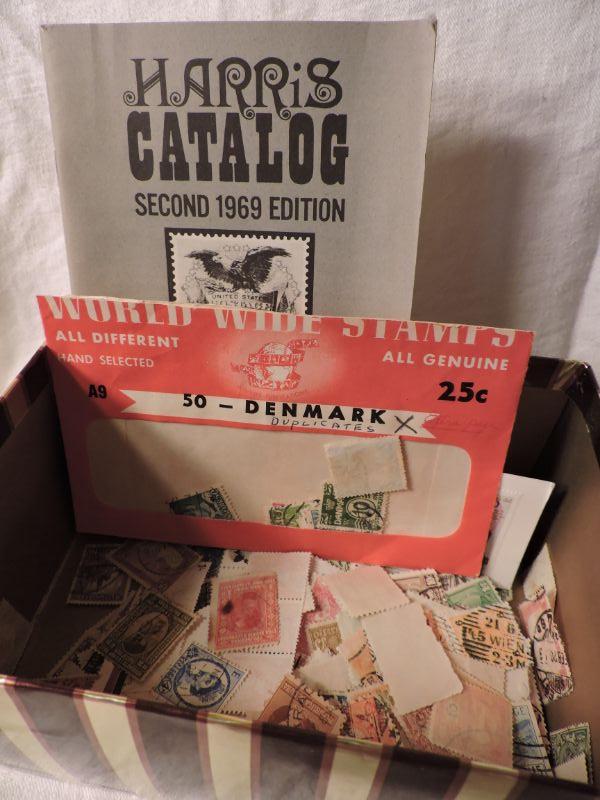 HARRiS
CATALOG
SECOND 1969 EDITION
UNITED STATES
WORLD WIDE STAMPS
ALL DIFFERENT
HAND SELECTED
ALL GENUINE
A9
25c
50 — DENMARK
DUPLICATES X
WIEN